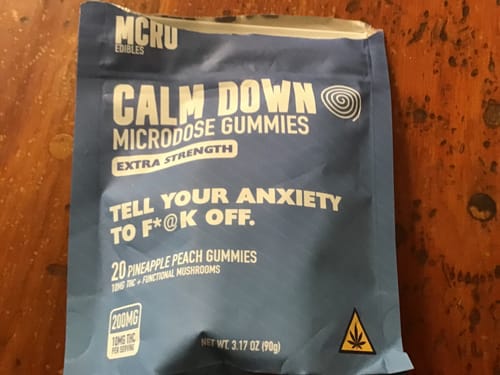 MCRO
EDIBLES
CALM DOWN
MICRODOSE GUMMIES
EXTRA STRENGTH
TELL YOUR ANXIETY
TO F*@K OFF.
20 PINEAPPLE PEACH GUMMIES
10MG THC + FUNCTIONAL MUSHROOMS
200MG
10MG THC
PER SERVING
NET WT. 3.17 OZ (90g)